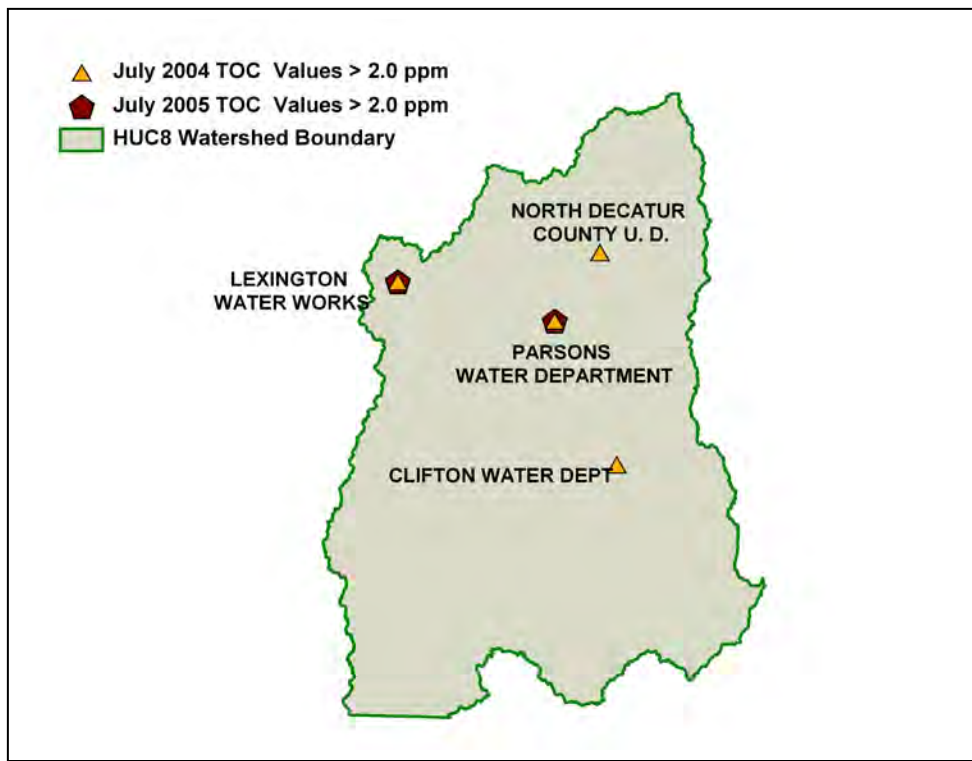 July 2004 TOC Values > 2.0 ppm
July 2005 TOC Values > 2.0 ppm
HUC8 Watershed Boundary
NORTH DECATUR
COUNTY U. D.
LEXINGTON
WATER WORKS
PARSONS
WATER DEPARTMENT
CLIFTON WATER DEPT